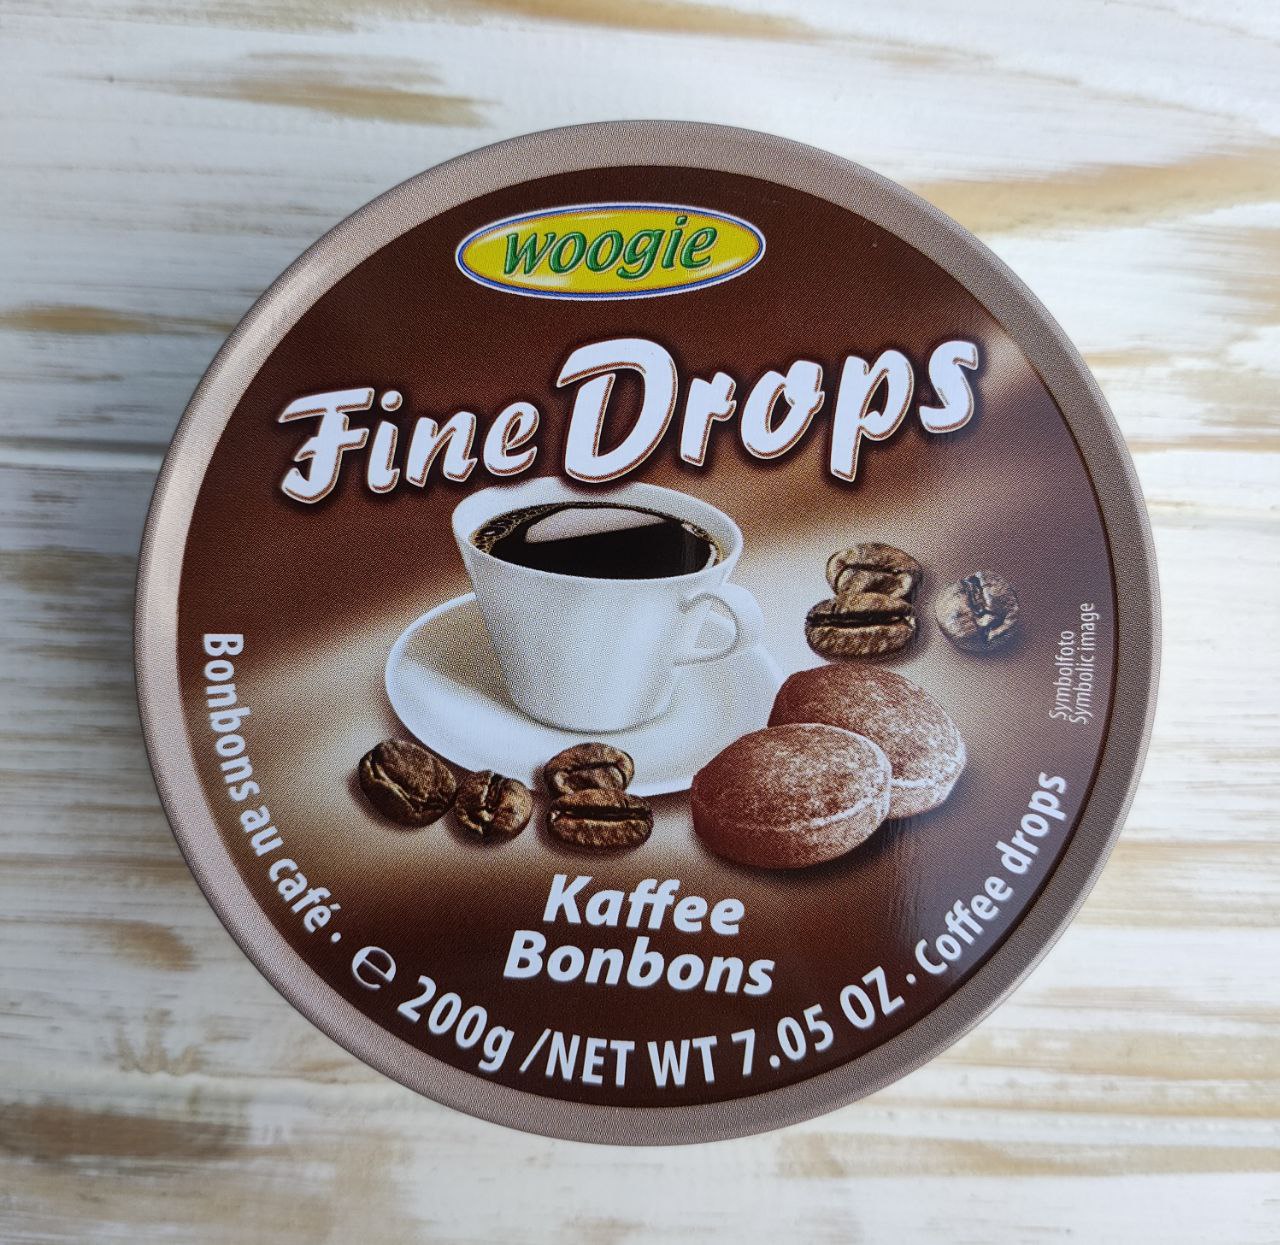 woogie
Fine Drops
Symbolfoto
Symbolic image
Kaffee
Bonbons
Bonbons au café · ℮ 200g /NET WT 7.05 OZ · Coffee drops